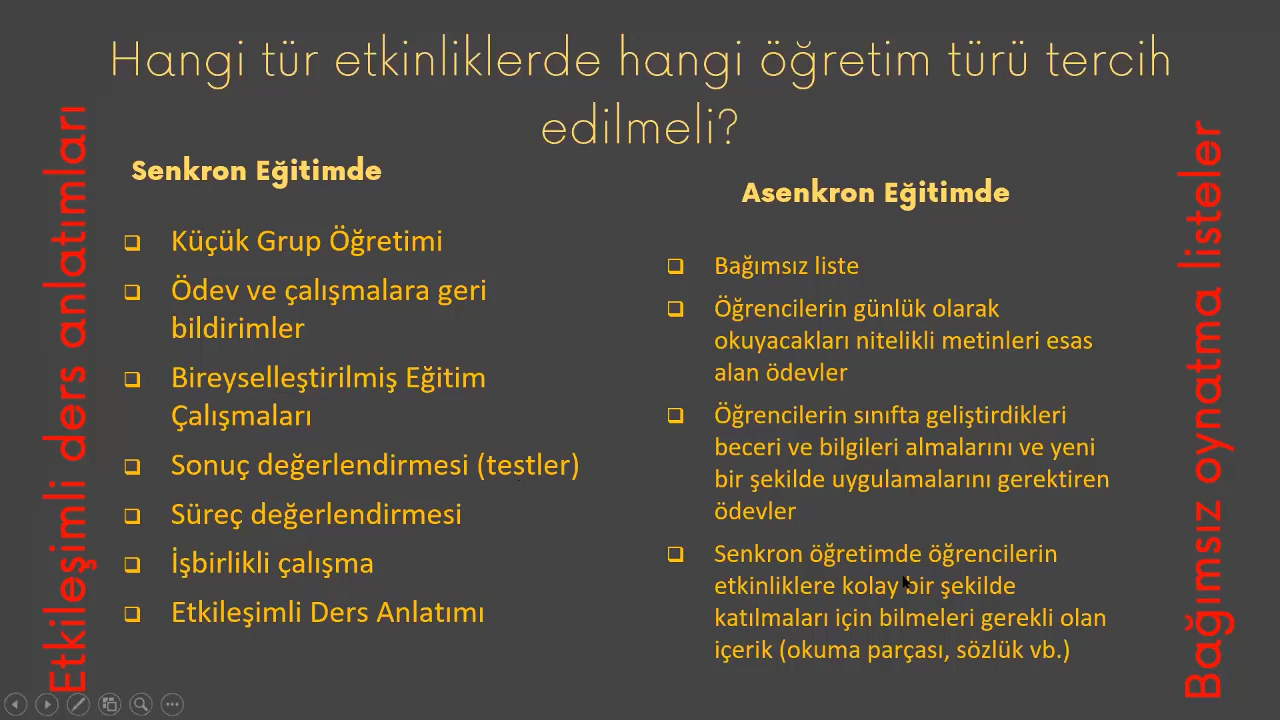 Hangi tür etkinliklerde hangi öğretim türü tercih
edilmeli?
Etkileşimli ders anlatımları
Senkron Eğitimde
Küçük Grup Öğretimi
Ödev ve çalışmalara geri
bildirimler
Bireyselleştirilmiş Eğitim
Çalışmaları
Sonuç değerlendirmesi (testler)
Süreç değerlendirmesi
İşbirlikli çalışma
Etkileşimli Ders Anlatımı
Asenkron Eğitimde
Bağımsız liste
Öğrencilerin günlük olarak
okuyacakları nitelikli metinleri esas
alan ödevler
Öğrencilerin sınıfta geliştirdikleri
beceri ve bilgileri almalarını ve yeni
bir şekilde uygulamalarını gerektiren
ödevler
Senkron öğretimde öğrencilerin
etkinliklere kolay bir şekilde
katılmaları için bilmeleri gerekli olan
içerik (okuma parçası, sözlük vb.)
Bağımsız oynatma listeler